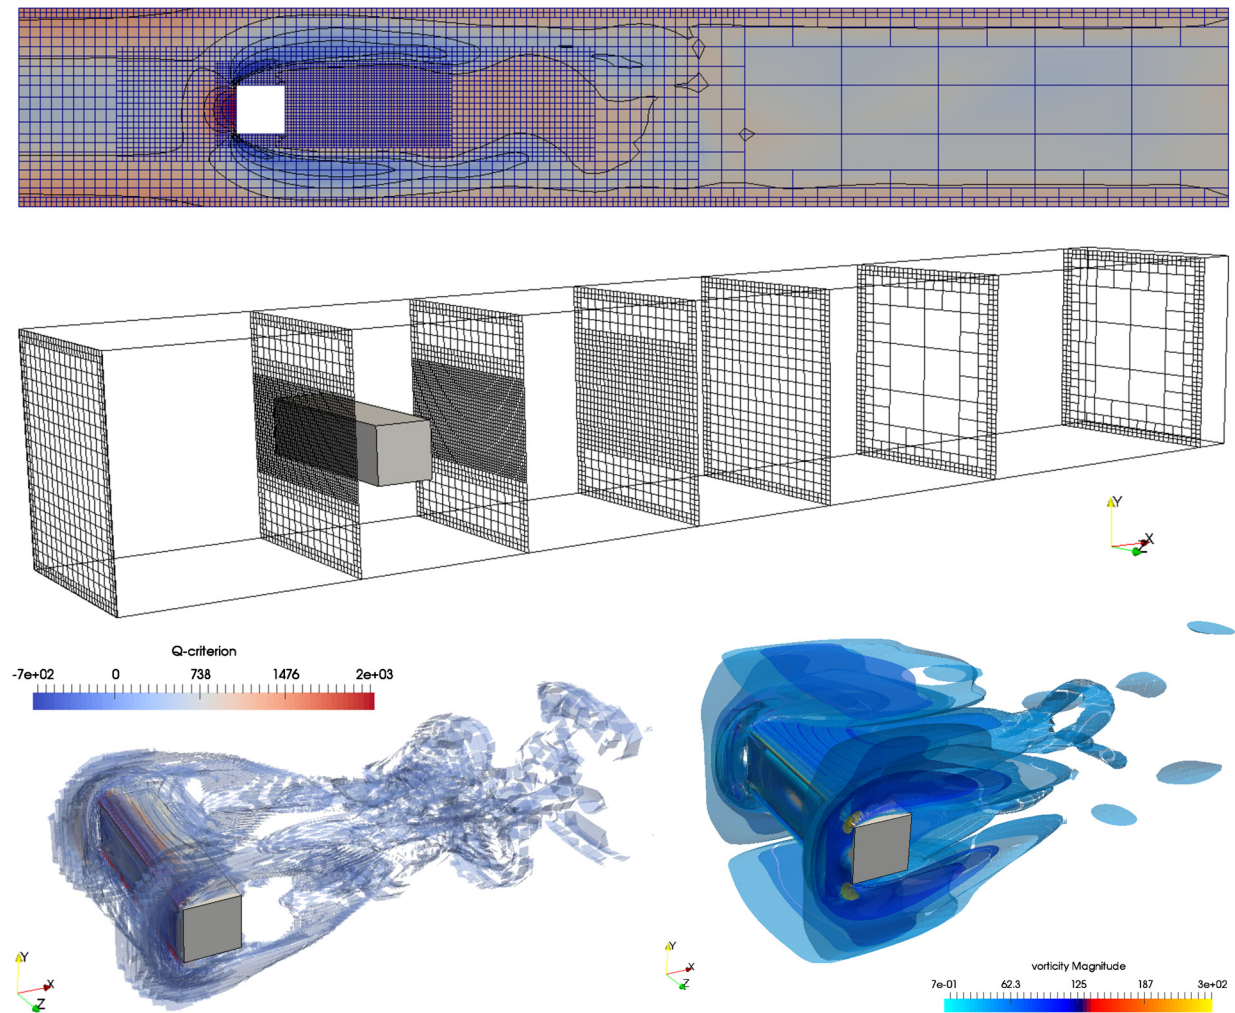 Y
X
Z
Q-criterion
-7e+02 0 738 1476 2e+03
Y
X
Z
Y
X
Z
vorticity Magnitude
7e-01 62.3 125 187 3e+02